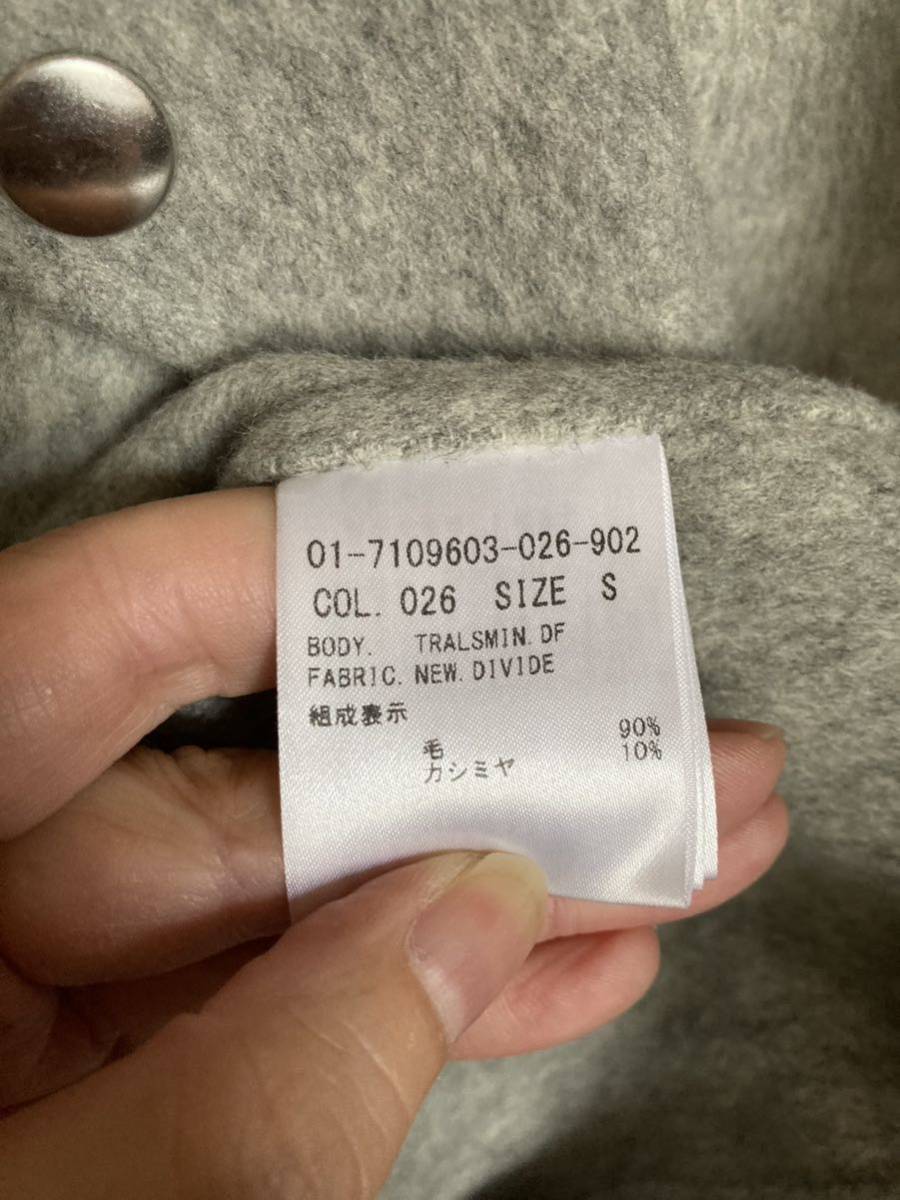 01-7109603-026-902
COL. 026 SIZE S
BODY. TRALSMIN.DF
FABRIC. NEW.DIVIDE
組成表示
毛 90%
カシミヤ 10%